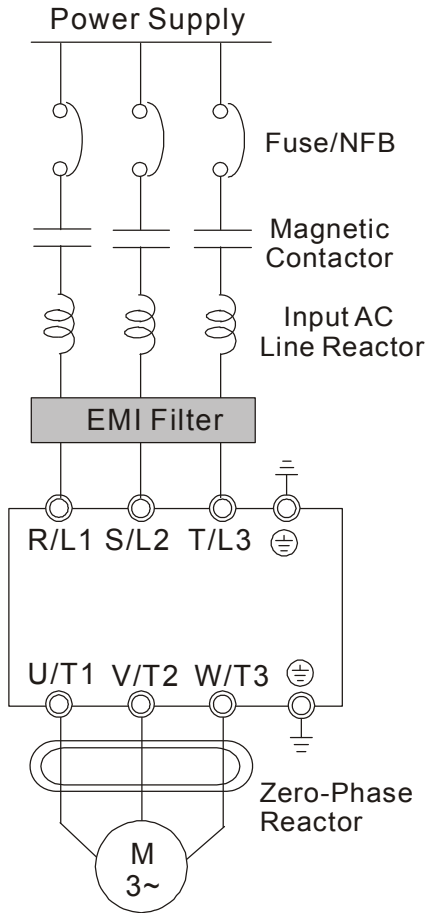 Power Supply
Fuse/NFB
Magnetic
Contactor
Input AC
Line Reactor
EMI Filter
R/L1 S/L2 T/L3
U/T1 V/T2 W/T3
Zero-Phase
Reactor
M
3~